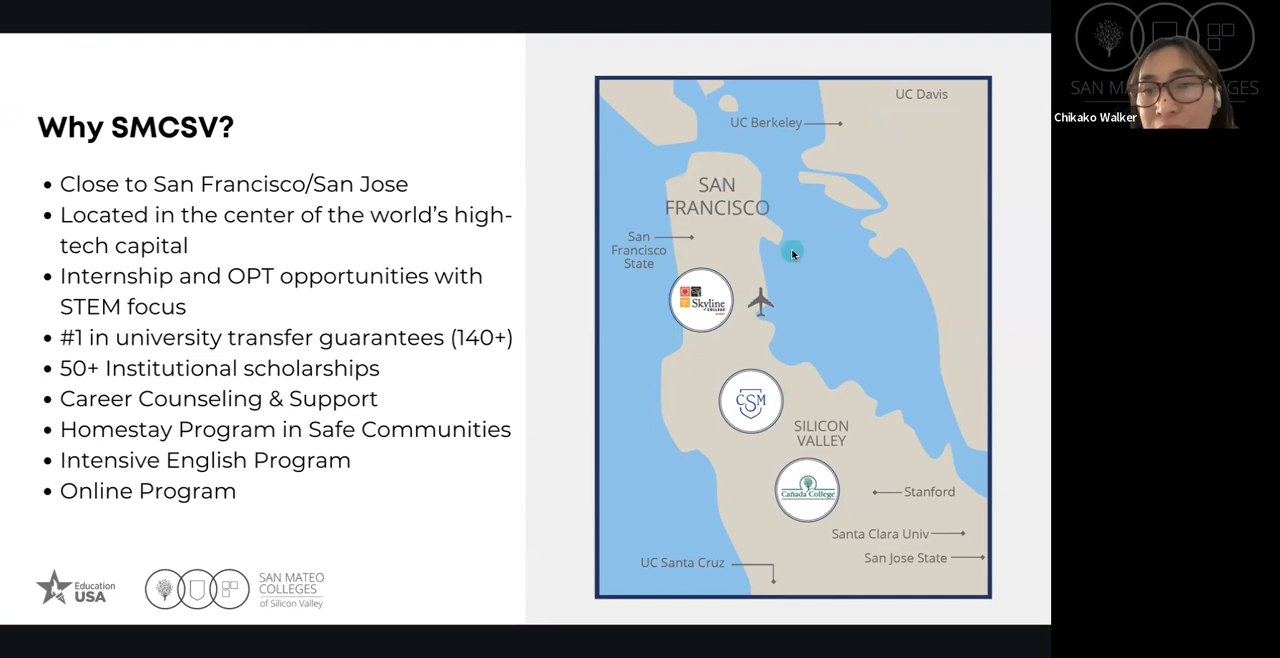 Why SMCSV?
• Close to San Francisco/San Jose
• Located in the center of the world's high-
tech capital
• Internship and OPT opportunities with
STEM focus
• #1 in university transfer guarantees (140+)
• 50+ Institutional scholarships
• Career Counseling & Support
• Homestay Program in Safe Communities
• Intensive English Program
• Online Program
Education
USA
SAN MATEO
COLLEGES
of Silicon Valley
UC Davis
UC Berkeley
SAN
FRANCISCO
San
Francisco
State
Skyline
COLLEGE
CSM
SILICON
VALLEY
Cañada College
Stanford
Santa Clara Univ
San Jose State
UC Santa Cruz
SAN MA GES
Chikako Walker